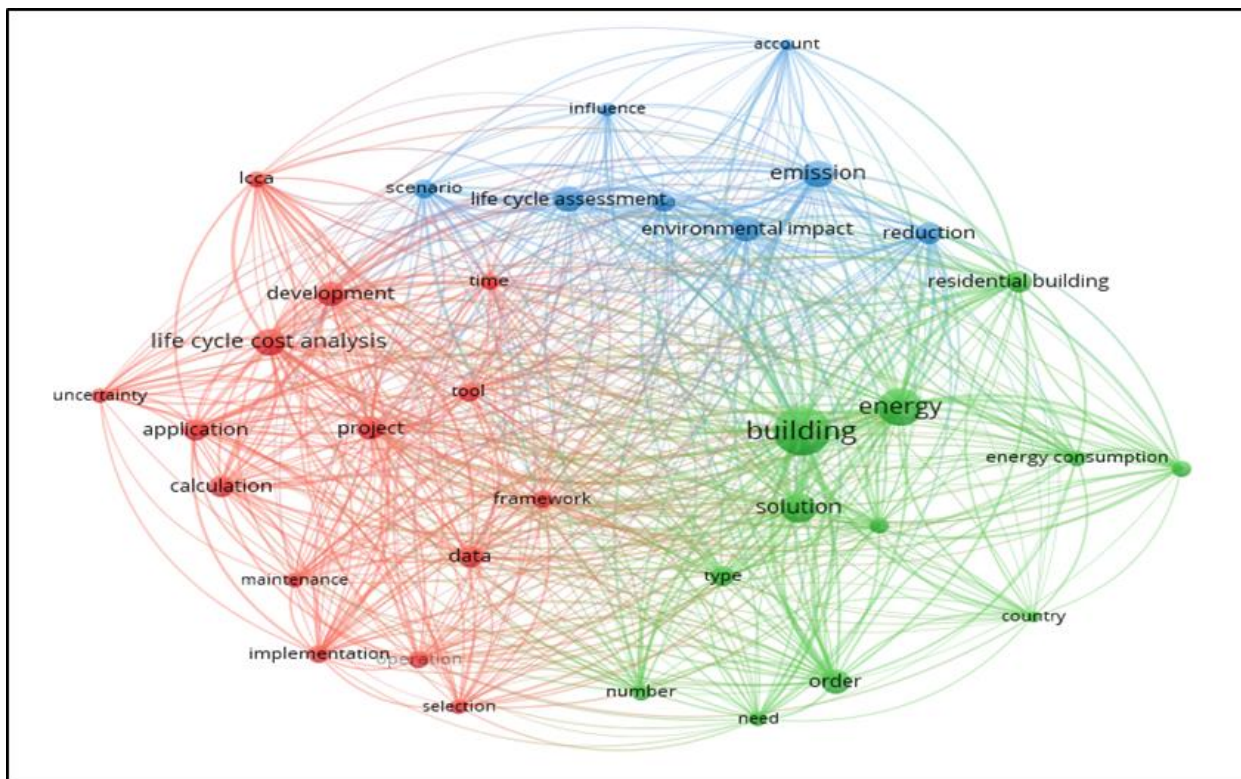 account
influence
emission
lcca
scenario
life cycle assessment
environmental impact
reduction
residential building
time
development
life cycle cost analysis
uncertainty
tool
energy
application
project
building
energy consumption
calculation
framework
solution
data
type
maintenance
country
implementation
operation
order
number
selection
need